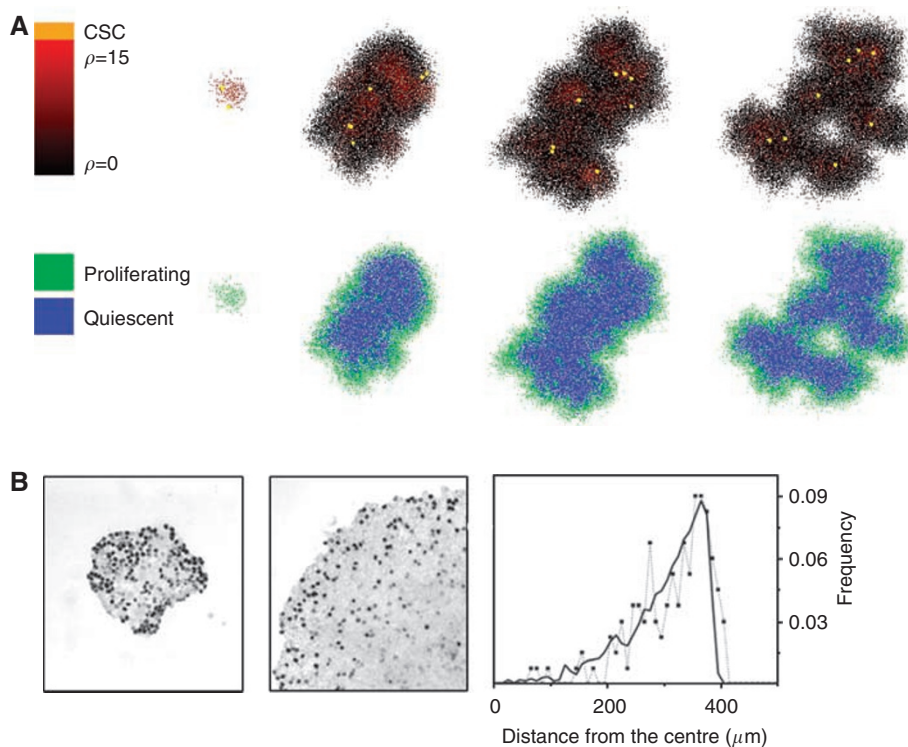 A
CSC
ρ=15
ρ=0
Proliferating
Quiescent
B
0.09
0.06
0.03
Frequency
0
200
400
Distance from the centre (μm)